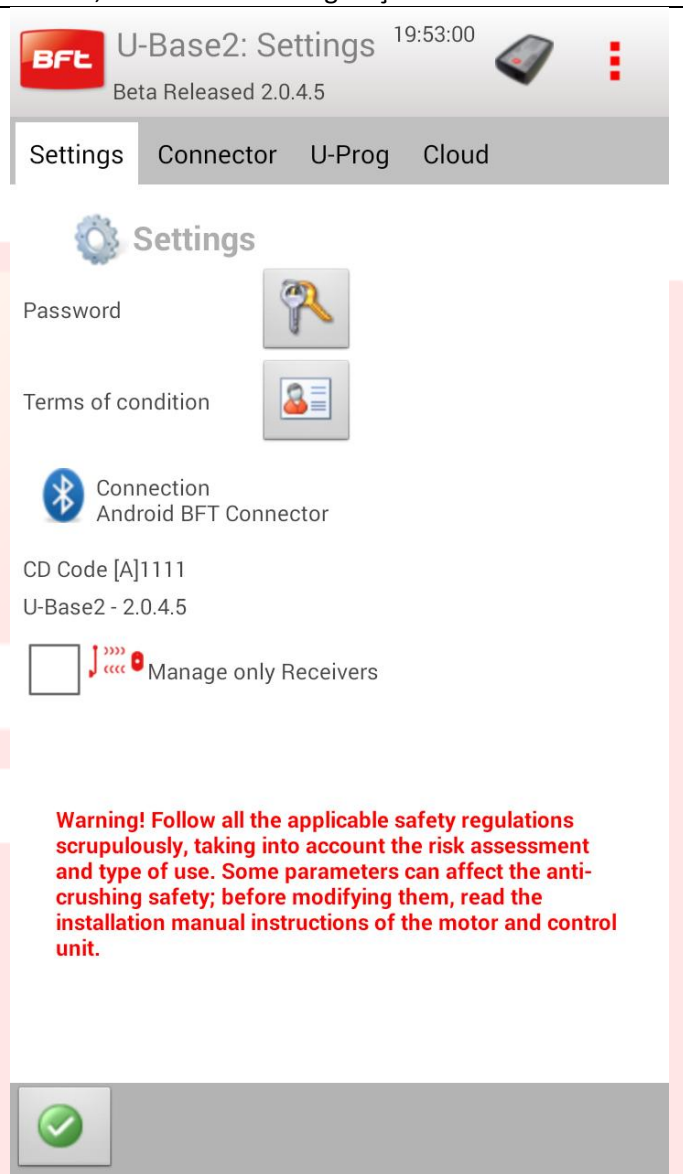 BFt
U-Base2: Settings
19:53:00
Beta Released 2.0.4.5
Settings Connector U-Prog Cloud
Settings
Password
Terms of condition
Connection
Android BFT Connector
CD Code [A]1111
U-Base2 - 2.0.4.5
Manage only Receivers
Warning! Follow all the applicable safety regulations
scrupulously, taking into account the risk assessment
and type of use. Some parameters can affect the anti-
crushing safety; before modifying them, read the
installation manual instructions of the motor and control
unit.